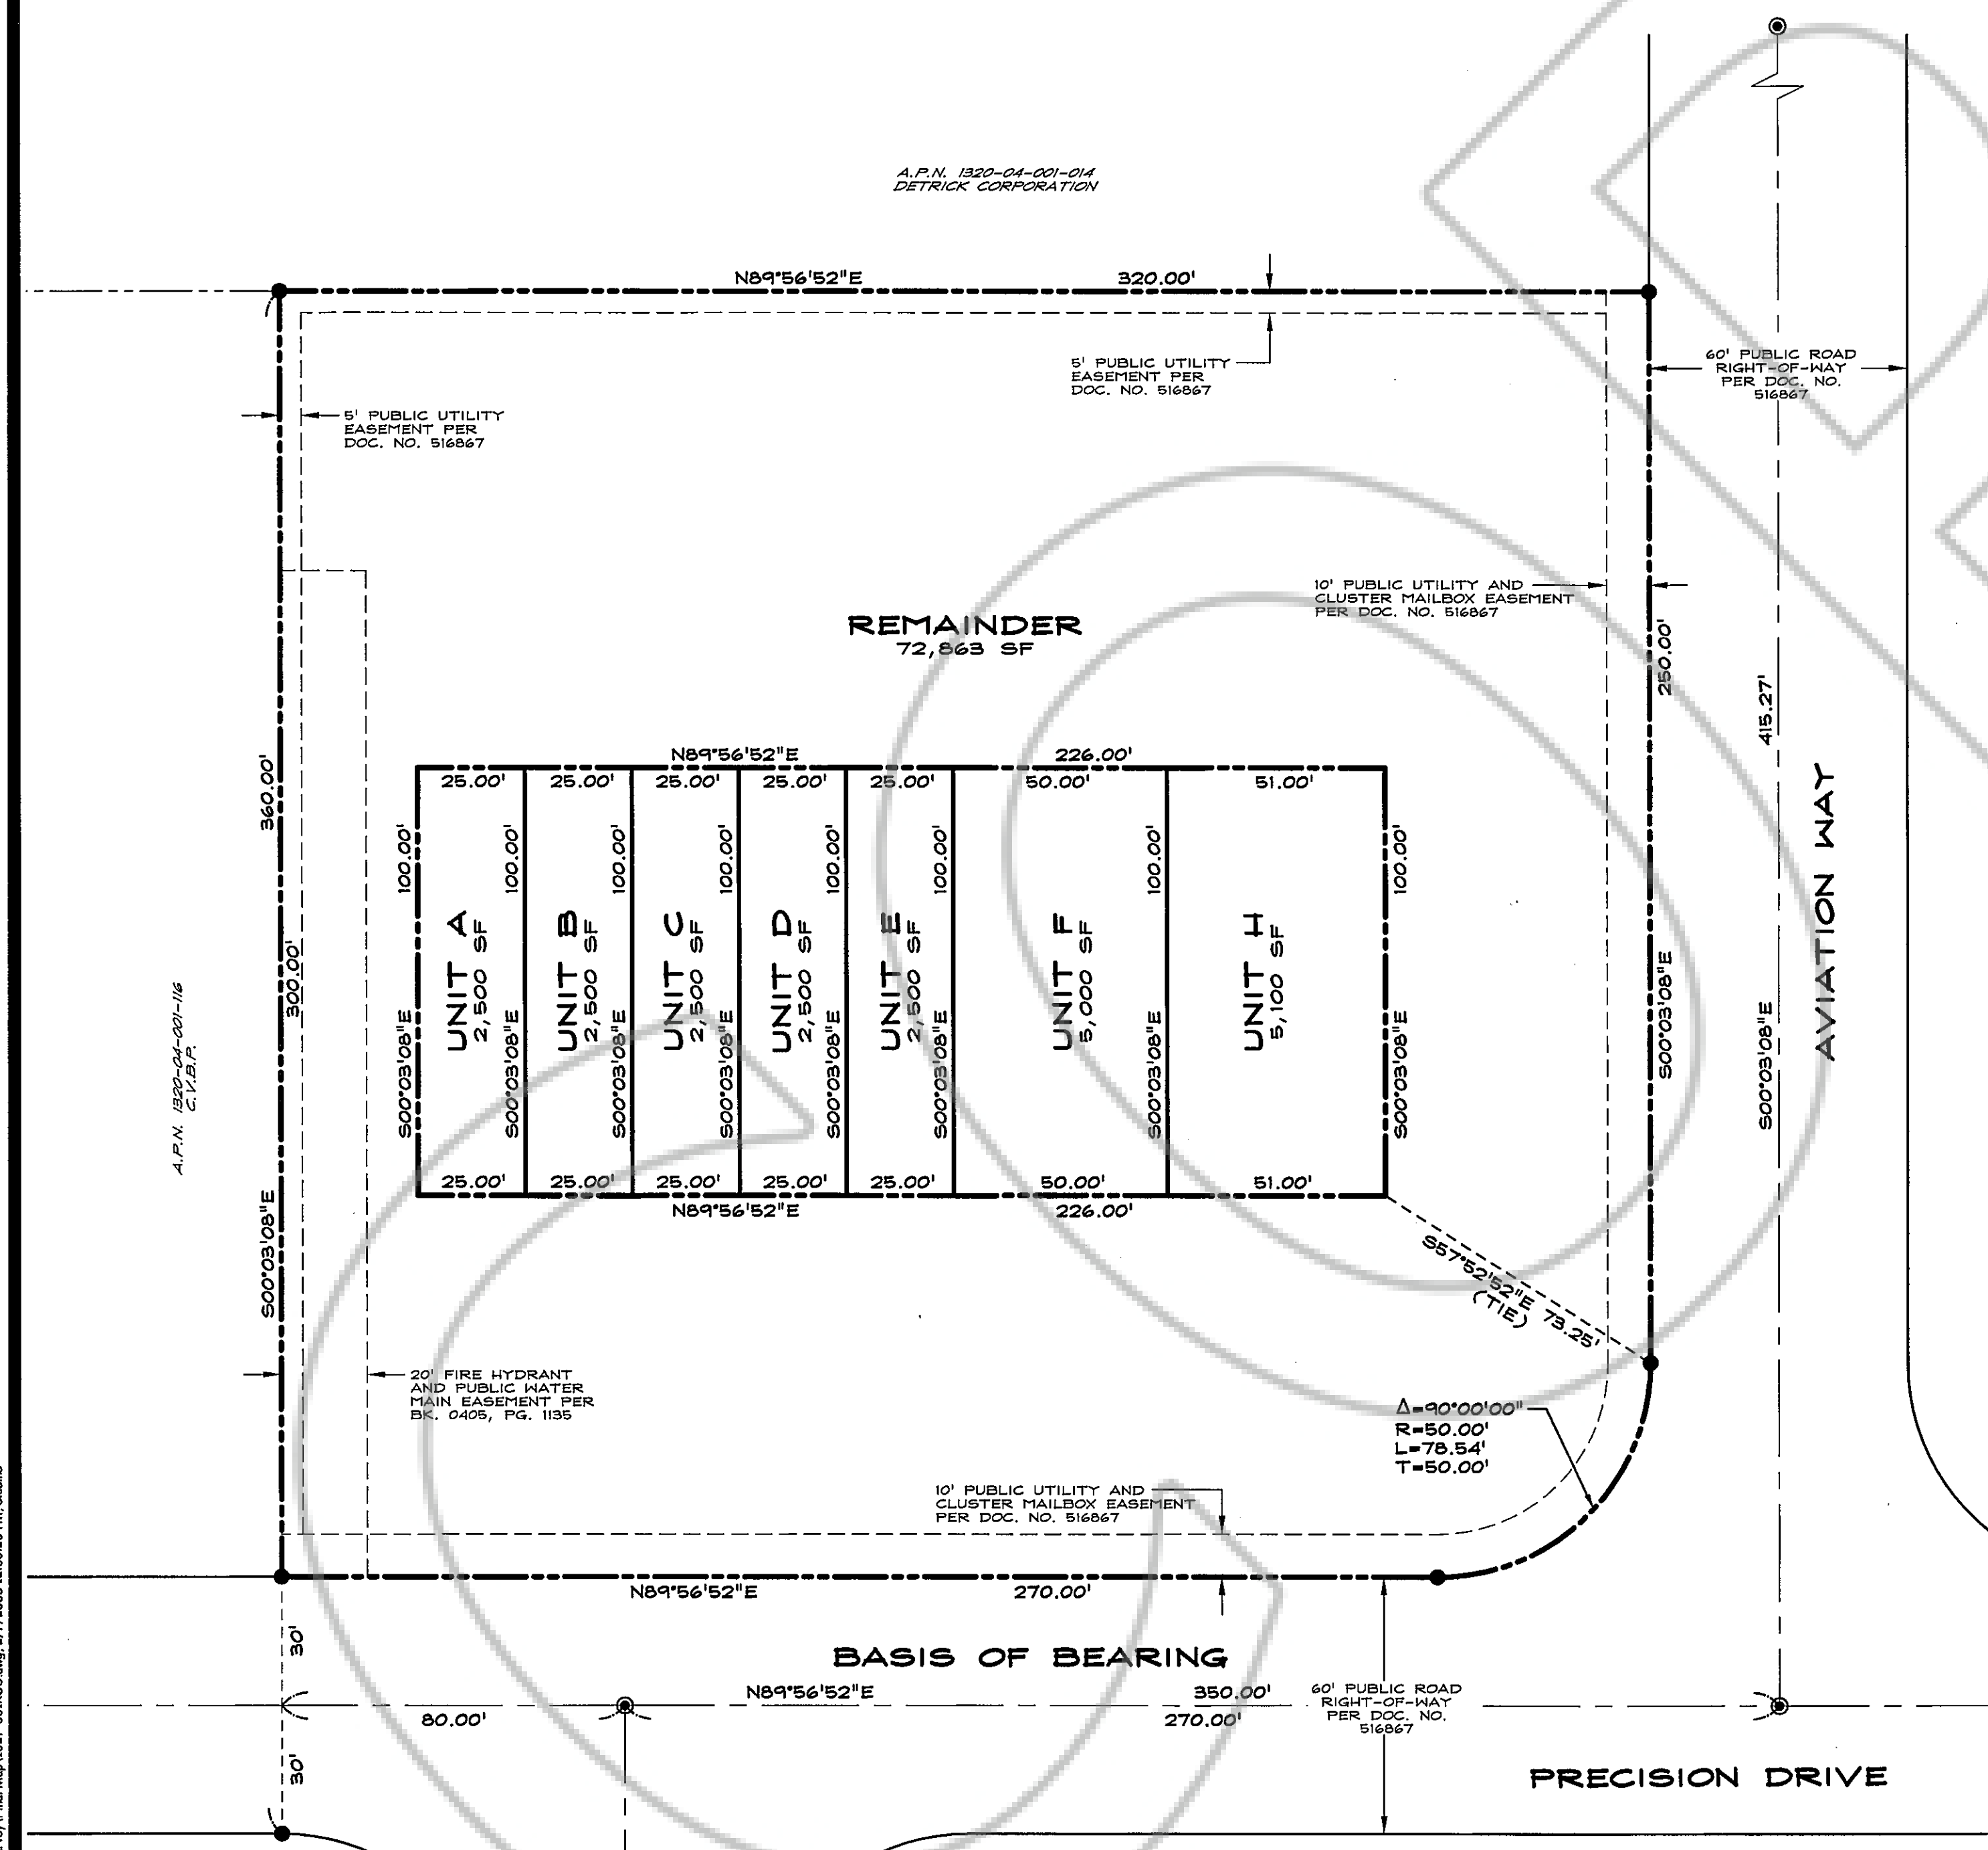 A.P.N. 1320-04-001-014
DETRICK CORPORATION
N89°56'52"E 320.00'
5' PUBLIC UTILITY
EASEMENT PER
DOC. NO. 516867
60' PUBLIC ROAD
RIGHT-OF-WAY
PER DOC. NO.
516867
5' PUBLIC UTILITY
EASEMENT PER
DOC. NO. 516867
10' PUBLIC UTILITY AND
CLUSTER MAILBOX EASEMENT
PER DOC. NO. 516867
REMAINDER
72,863 SF
250.00'
S00°03'08"E
415.27'
S00°03'08"E
AVIATION WAY
360.00'
300.00'
S00°03'08"E
A.P.N. 1320-04-001-116
C.V.B.P.
N89°56'52"E 226.00'
25.00' 25.00' 25.00' 25.00' 25.00' 50.00' 51.00'
100.00' 100.00' 100.00' 100.00' 100.00' 100.00' 100.00' 100.00'
UNIT A
2,500 SF
UNIT B
2,500 SF
UNIT C
2,500 SF
UNIT D
2,500 SF
UNIT E
2,500 SF
UNIT F
5,000 SF
UNIT H
5,100 SF
S00°03'08"E S00°03'08"E S00°03'08"E S00°03'08"E S00°03'08"E S00°03'08"E S00°03'08"E S00°03'08"E
25.00' 25.00' 25.00' 25.00' 25.00' 50.00' 51.00'
N89°56'52"E 226.00'
S57°52'52"E 73.25'
(TIE)
20' FIRE HYDRANT
AND PUBLIC WATER
MAIN EASEMENT PER
BK. 0405, PG. 1135
Δ=90°00'00"
R=50.00'
L=78.54'
T=50.00'
10' PUBLIC UTILITY AND
CLUSTER MAILBOX EASEMENT
PER DOC. NO. 516867
N89°56'52"E 270.00'
30'
BASIS OF BEARING
N89°56'52"E 350.00'
80.00' 270.00'
60' PUBLIC ROAD
RIGHT-OF-WAY
PER DOC. NO.
516867
30'
PRECISION DRIVE